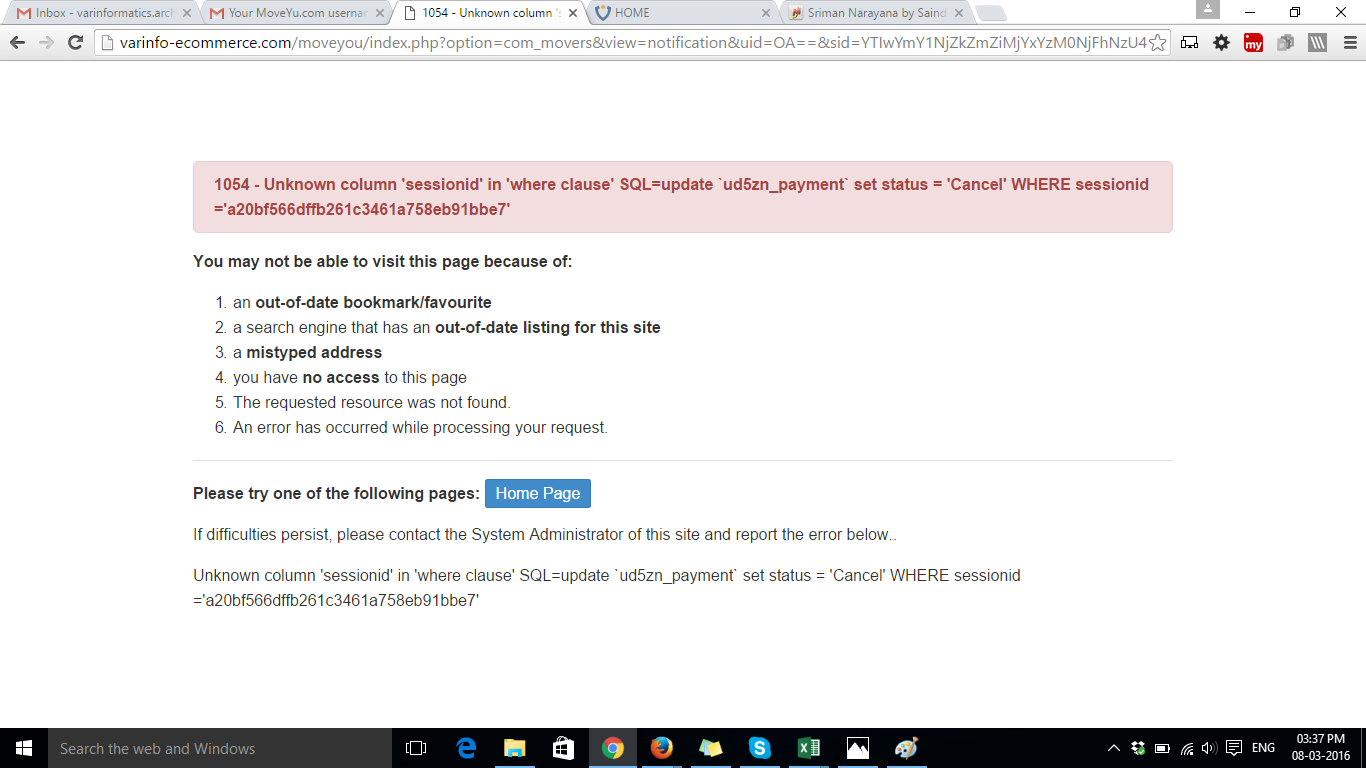 Inbox - varinformatics.arch
Your MoveYu.com usernar
1054 - Unknown column 's
HOME
Sriman Narayana by Saind
varinfo-ecommerce.com/moveyou/index.php?option=com_movers&view=notification&uid=OA==&sid=YTIwYmY1NjZkZmZiMjYxYzM0NjFhNzU4
my
1054 - Unknown column 'sessionid' in 'where clause' SQL=update `ud5zn_payment` set status = 'Cancel' WHERE sessionid
='a20bf566dffb261c3461a758eb91bbe7'
You may not be able to visit this page because of:
1. an out-of-date bookmark/favourite
2. a search engine that has an out-of-date listing for this site
3. a mistyped address
4. you have no access to this page
5. The requested resource was not found.
6. An error has occurred while processing your request.
Please try one of the following pages: Home Page
If difficulties persist, please contact the System Administrator of this site and report the error below..
Unknown column 'sessionid' in 'where clause' SQL=update `ud5zn_payment` set status = 'Cancel' WHERE sessionid
='a20bf566dffb261c3461a758eb91bbe7'
Search the web and Windows
ENG
03:37 PM
08-03-2016